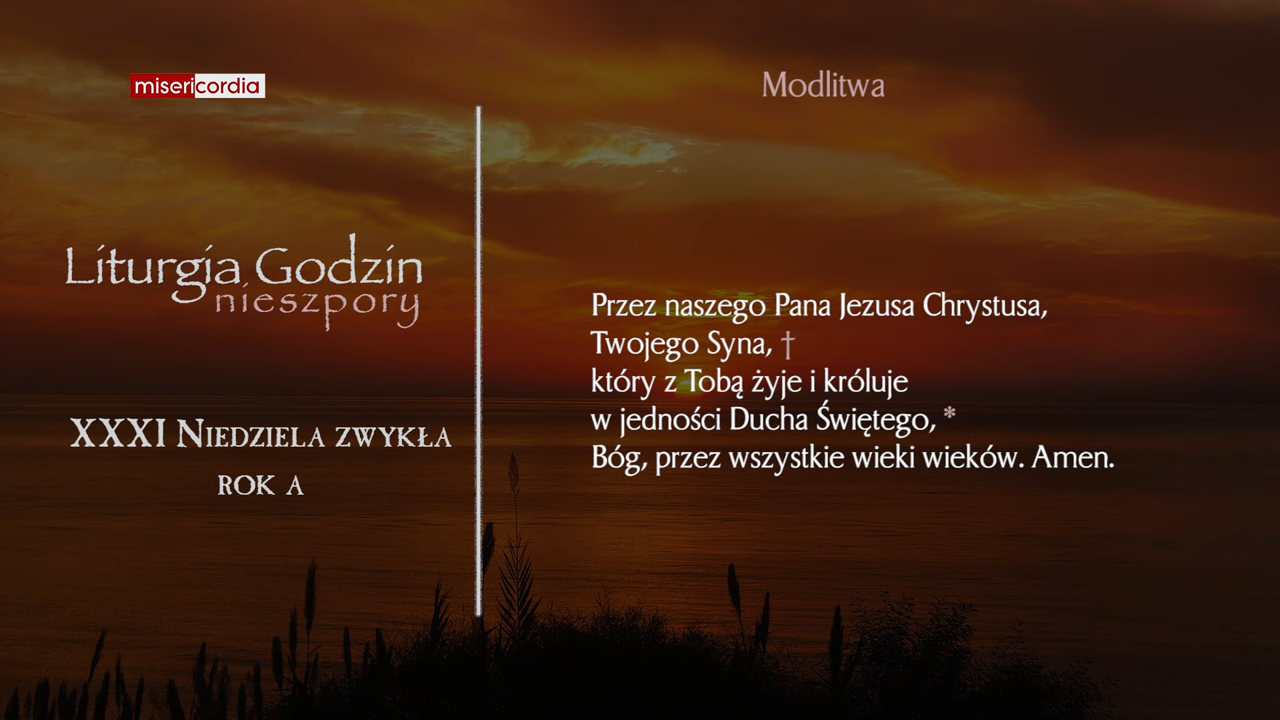 misericordia
Modlitwa
Liturgia Godzin
nieszpory
XXXI Niedziela zwykła
rok A
Przez naszego Pana Jezusa Chrystusa,
Twojego Syna, †
który z Tobą żyje i króluje
w jedności Ducha Świętego, *
Bóg, przez wszystkie wieki wieków. Amen.